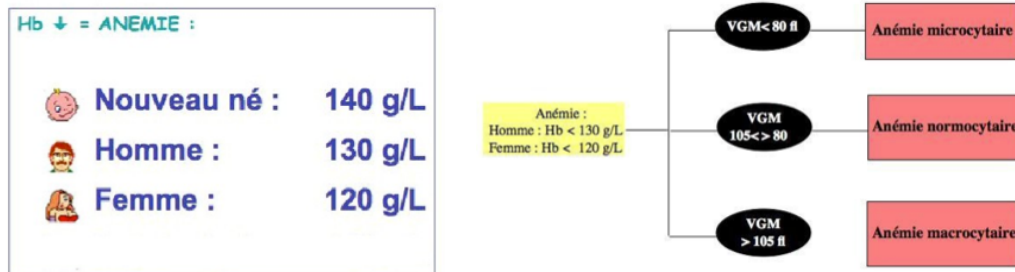 Hb ↓ = ANEMIE :
Nouveau né : 140 g/L
Homme : 130 g/L
Femme : 120 g/L
Anémie :
Homme : Hb < 130 g/L
Femme : Hb < 120 g/L
VGM< 80 fl
Anémie microcytaire
VGM
105<> 80
Anémie normocytaire
VGM
> 105 fl
Anémie macrocytaire